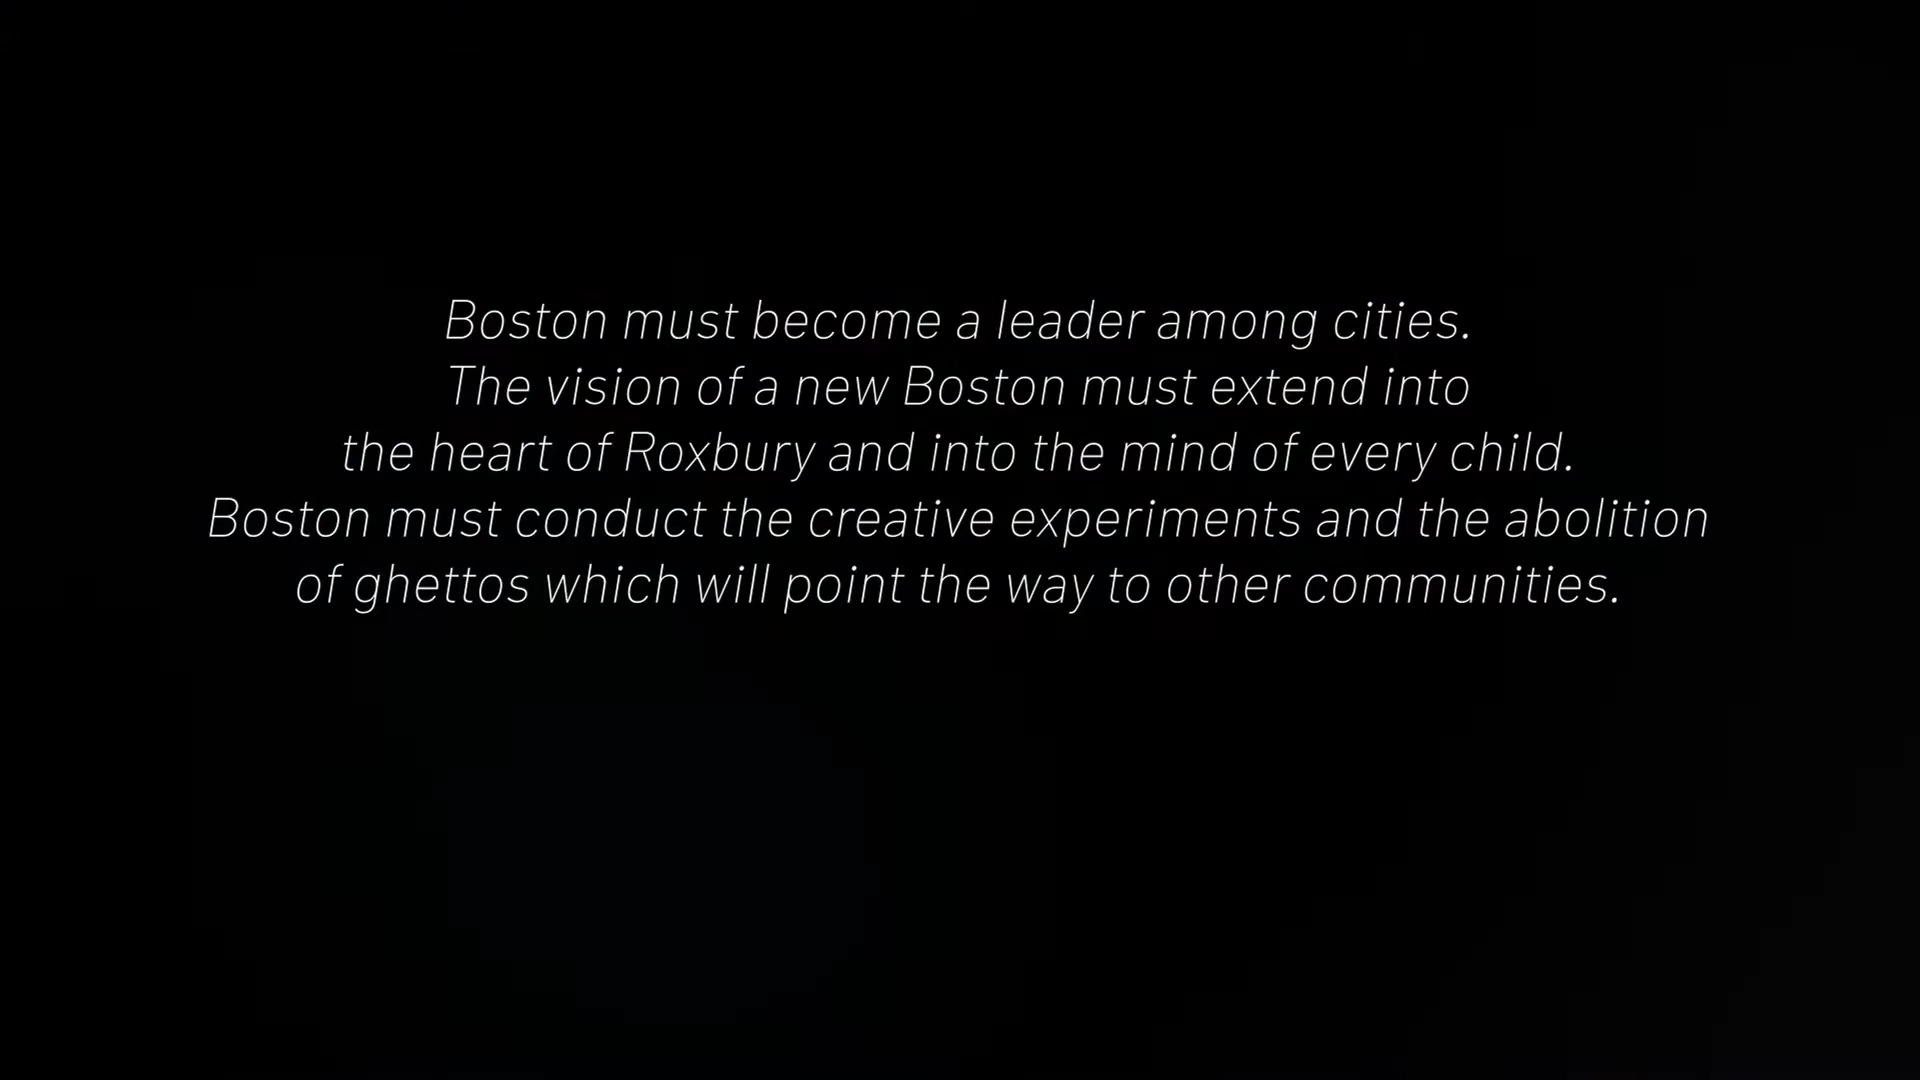 Boston must become a leader among cities.
The vision of a new Boston must extend into
the heart of Roxbury and into the mind of every child.
Boston must conduct the creative experiments and the abolition
of ghettos which will point the way to other communities.